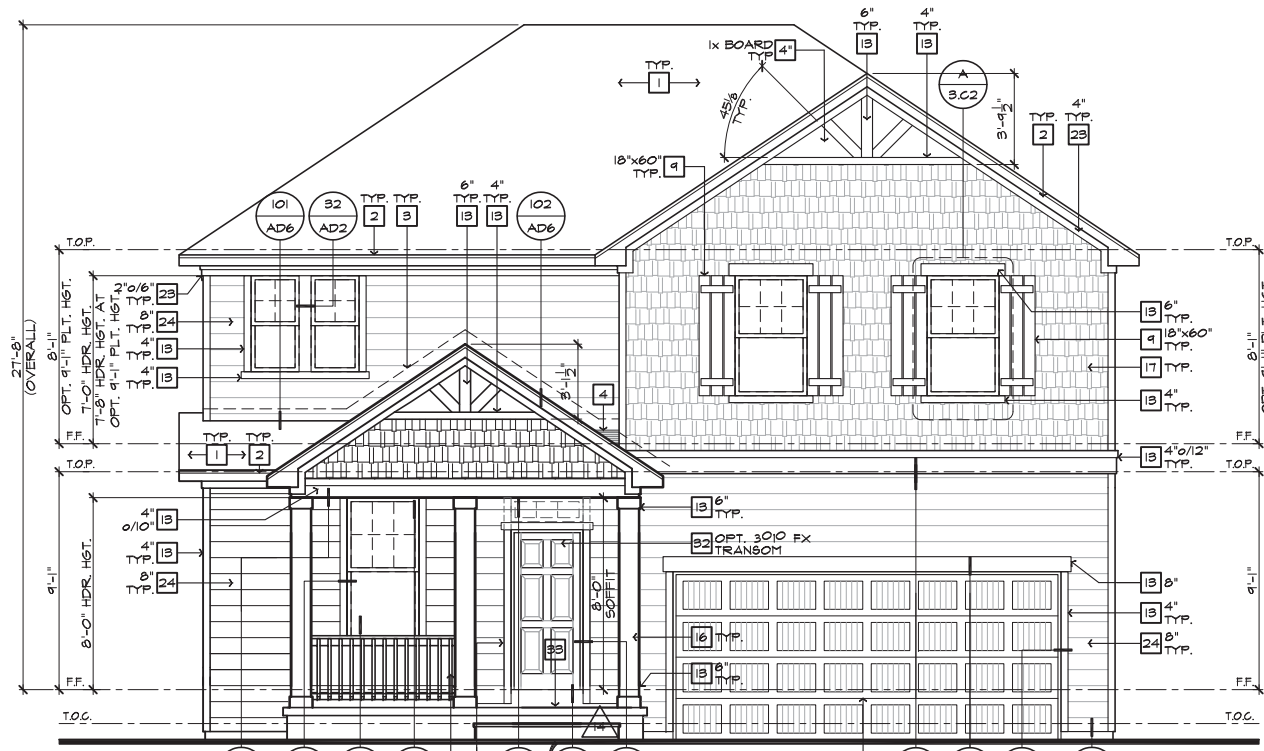 6"
TYP.
13
4"
TYP.
13
1x BOARD
TYP.
4"
TYP.
1
45/8
TYP.
A
3.C2
3'-9 1/2"
TYP.
2
4"
TYP.
23
18"x60"
TYP.
9
101
AD6
32
AD2
TYP.
2
TYP.
3
6"
TYP.
13
4"
TYP.
13
102
AD6
T.O.P.
T.O.P.
27'-8"
(OVERALL)
8'-1"
OPT. 9'-1" PLT. HGT.
7'-0" HDR. HGT.
7'-8" HDR. HGT. AT
OPT. 9'-1" PLT. HGT.
2"o/6"
TYP.
23
8"
TYP.
24
4"
TYP.
13
4"
TYP.
13
3'-1 1/2"
4
13
6"
TYP.
9
18"x60"
TYP.
17
TYP.
13
4"
TYP.
8'-1"
F.F.
F.F.
TYP.
1
TYP.
2
13
4"o/12"
TYP.
T.O.P.
T.O.P.
4"
o/10"
13
4"
TYP.
13
8"
TYP.
24
9'-1"
8'-0" HDR. HGT.
13
6"
TYP.
32
OPT. 3010 FX
TRANSOM
8'-0"
SOFFIT
16
TYP.
33
13
8"
TYP.
13
8"
13
4"
TYP.
24
8"
TYP.
9'-1"
F.F.
F.F.
T.O.C.
T.O.C.
14